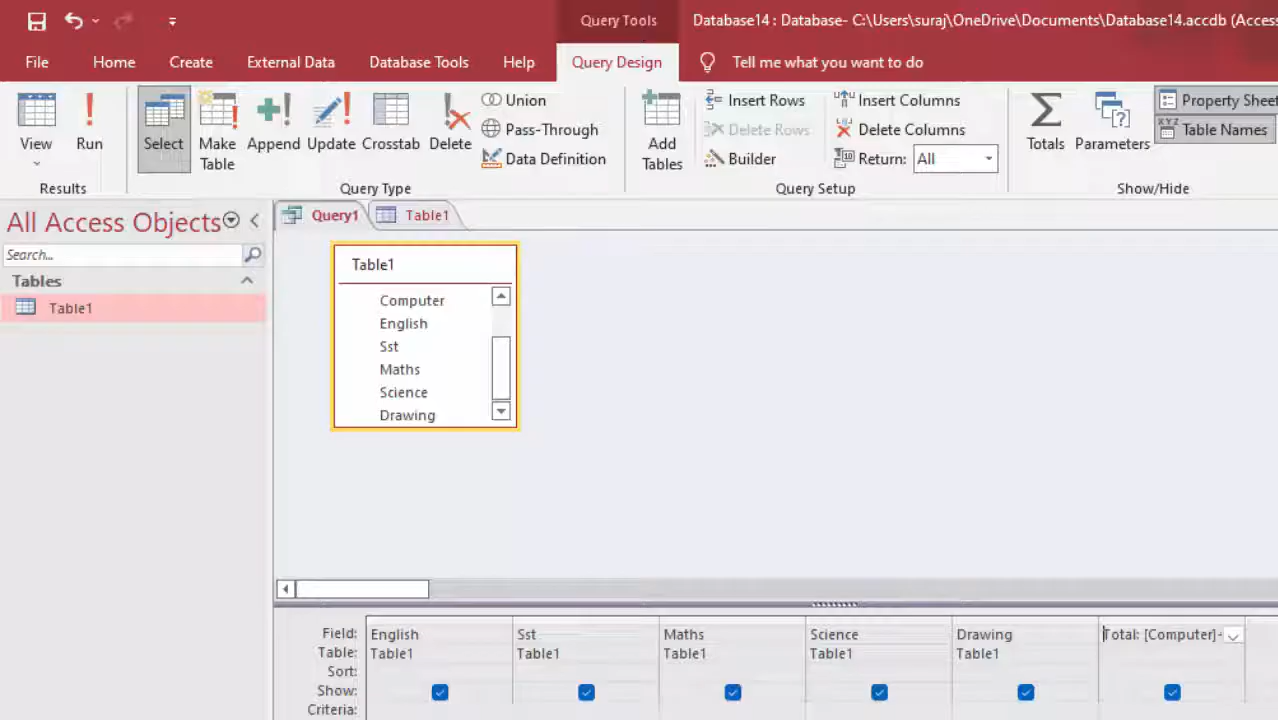 Query Tools
Database14 : Database- C:\Users\suraj\OneDrive\Documents\Database14.accdb (Access
File Home Create External Data Database Tools Help Query Design Tell me what you want to do
View
Run
Results
Select
Make Table
Append
Update
Crosstab
Delete
Union
Pass-Through
Data Definition
Query Type
Add Tables
Insert Rows
Delete Rows
Builder
Insert Columns
Delete Columns
Return: All
Query Setup
Totals
Parameters
Property Sheet
XYZ
Table Names
Show/Hide
All Access Objects
Search...
Tables
Table1
Query1 Table1
Table1
Computer
English
Sst
Maths
Science
Drawing
Field: English Sst Maths Science Drawing Total: [Computer]-
Table: Table1 Table1 Table1 Table1 Table1
Sort:
Show:
Criteria: